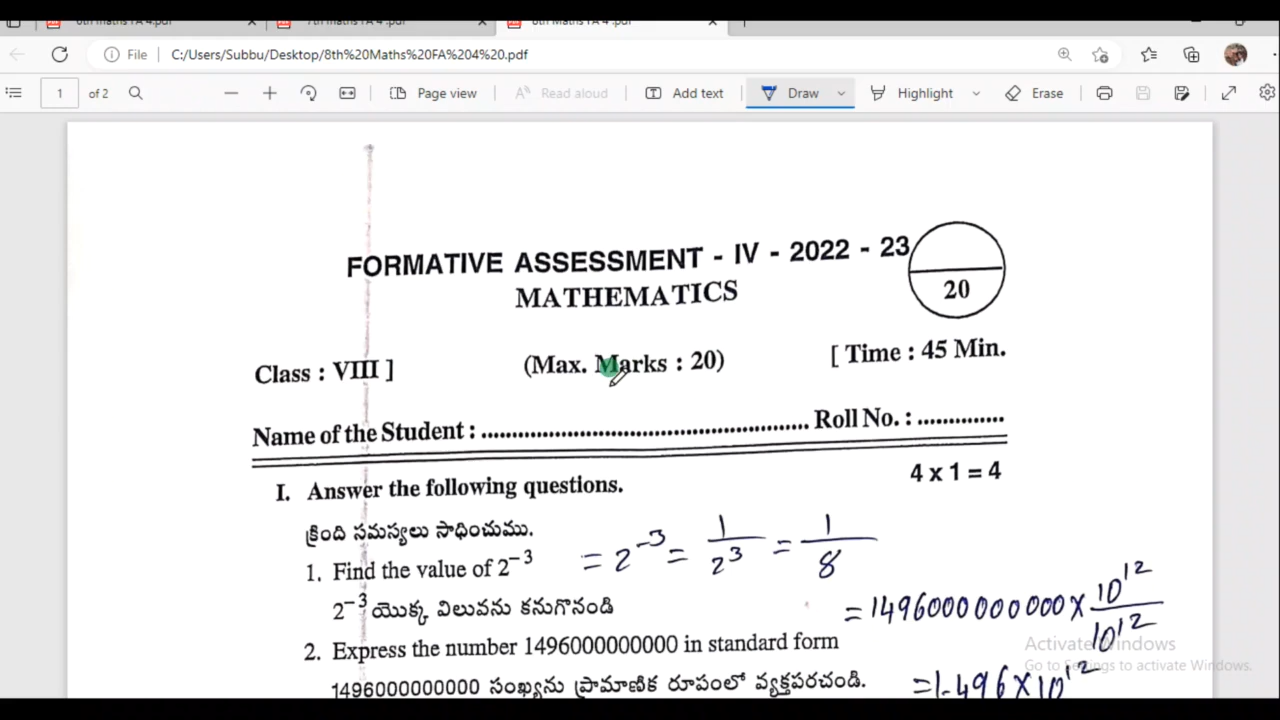 8th maths FA 4.pdf
File C:/Users/Subbu/Desktop/8th%20Maths%20FA%204%20.pdf
1 of 2 Page view Read aloud Add text Draw Highlight Erase
FORMATIVE ASSESSMENT - IV - 2022 - 23
20
MATHEMATICS
Class : VIII ] (Max. Marks : 20) [ Time : 45 Min.
Name of the Student : .................................................... Roll No. : ..............
I. Answer the following questions. 4 x 1 = 4
క్రింది సమస్యలు సాధించుము.
1. Find the value of 2⁻³ = 2⁻³ = 1/2³ = 1/8
2⁻³ యొక్క విలువను కనుగొనండి
= 1496000000000 × 10¹²/10¹²
2. Express the number 1496000000000 in standard form
1496000000000 సంఖ్యను ప్రామాణిక రూపంలో వ్యక్తపరచండి. = 1.496 × 10¹²
Activate Windows
Go to Settings to activate Windows.